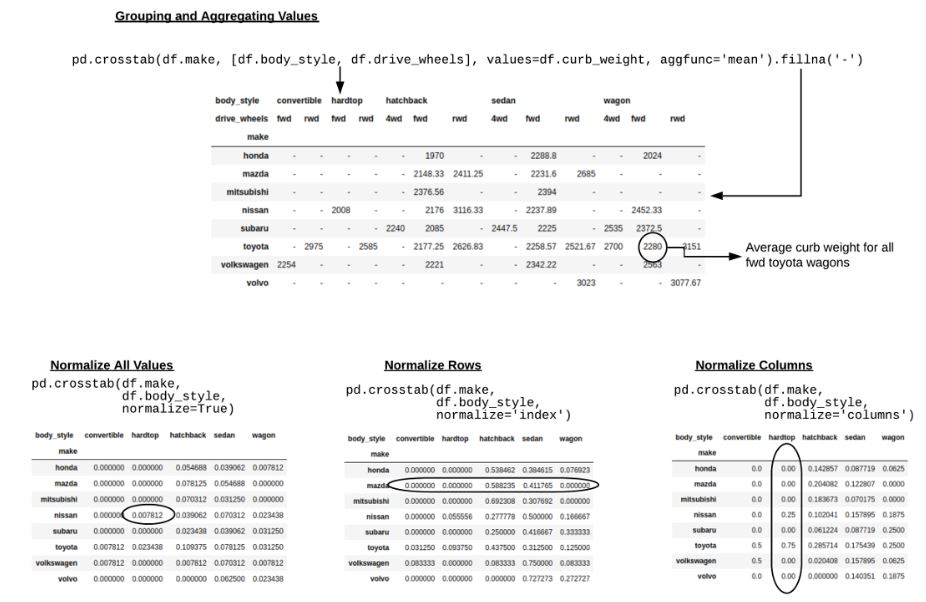 Grouping and Aggregating Values
pd.crosstab(df.make, [df.body_style, df.drive_wheels], values=df.curb_weight, aggfunc='mean').fillna('-')
body_style convertible hardtop hatchback sedan wagon
drive_wheels fwd rwd fwd rwd 4wd fwd rwd 4wd fwd rwd 4wd fwd rwd
make
honda - - - - - 1970 - - 2288.8 - - 2024 -
mazda - - - - - 2148.33 2411.25 - 2231.6 2685 - - -
mitsubishi - - - - - 2376.56 - - 2394 - - - -
nissan - - 2008 - - 2176 3116.33 - 2237.89 - - 2452.33 -
subaru - - - - 2240 2085 - 2447.5 2225 - 2535 2372.5 -
toyota - 2975 - 2585 - 2177.25 2626.83 - 2258.57 2521.67 2700 2280 3151
volkswagen 2254 - - - - 2221 - - 2342.22 - - 2563 -
volvo - - - - - - - - - 3023 - - 3077.67
Average curb weight for all
fwd toyota wagons
Normalize All Values
pd.crosstab(df.make,
df.body_style,
normalize=True)
body_style convertible hardtop hatchback sedan wagon
make
honda 0.000000 0.000000 0.054688 0.039062 0.007812
mazda 0.000000 0.000000 0.078125 0.054688 0.000000
mitsubishi 0.000000 0.000000 0.070312 0.031250 0.000000
nissan 0.000000 0.007812 0.039062 0.070312 0.023438
subaru 0.000000 0.000000 0.023438 0.039062 0.031250
toyota 0.007812 0.023438 0.109375 0.078125 0.031250
volkswagen 0.007812 0.000000 0.007812 0.070312 0.007812
volvo 0.000000 0.000000 0.000000 0.062500 0.023438
Normalize Rows
pd.crosstab(df.make,
df.body_style,
normalize='index')
body_style convertible hardtop hatchback sedan wagon
make
honda 0.000000 0.000000 0.538462 0.384615 0.076923
mazda 0.000000 0.000000 0.588235 0.411765 0.000000
mitsubishi 0.000000 0.000000 0.692308 0.307692 0.000000
nissan 0.000000 0.055556 0.277778 0.500000 0.166667
subaru 0.000000 0.000000 0.250000 0.416667 0.333333
toyota 0.031250 0.093750 0.437500 0.312500 0.125000
volkswagen 0.083333 0.000000 0.083333 0.750000 0.083333
volvo 0.000000 0.000000 0.000000 0.727273 0.272727
Normalize Columns
pd.crosstab(df.make,
df.body_style,
normalize='columns')
body_style convertible hardtop hatchback sedan wagon
make
honda 0.0 0.00 0.142857 0.087719 0.0625
mazda 0.0 0.00 0.204082 0.122807 0.0000
mitsubishi 0.0 0.00 0.183673 0.070175 0.0000
nissan 0.0 0.25 0.102041 0.157895 0.1875
subaru 0.0 0.00 0.061224 0.087719 0.2500
toyota 0.5 0.75 0.285714 0.175439 0.2500
volkswagen 0.5 0.00 0.020408 0.157895 0.0625
volvo 0.0 0.00 0.000000 0.140351 0.1875